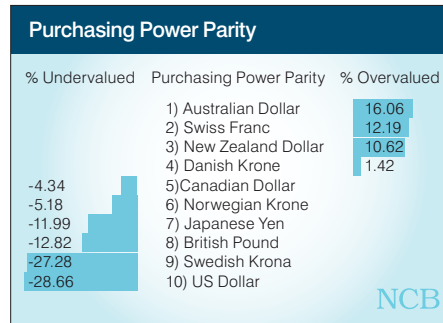 Purchasing Power Parity
% Undervalued Purchasing Power Parity % Overvalued
1) Australian Dollar 16.06
2) Swiss Franc 12.19
3) New Zealand Dollar 10.62
4) Danish Krone 1.42
-4.34 5)Canadian Dollar
-5.18 6) Norwegian Krone
-11.99 7) Japanese Yen
-12.82 8) British Pound
-27.28 9) Swedish Krona
-28.66 10) US Dollar
NCB